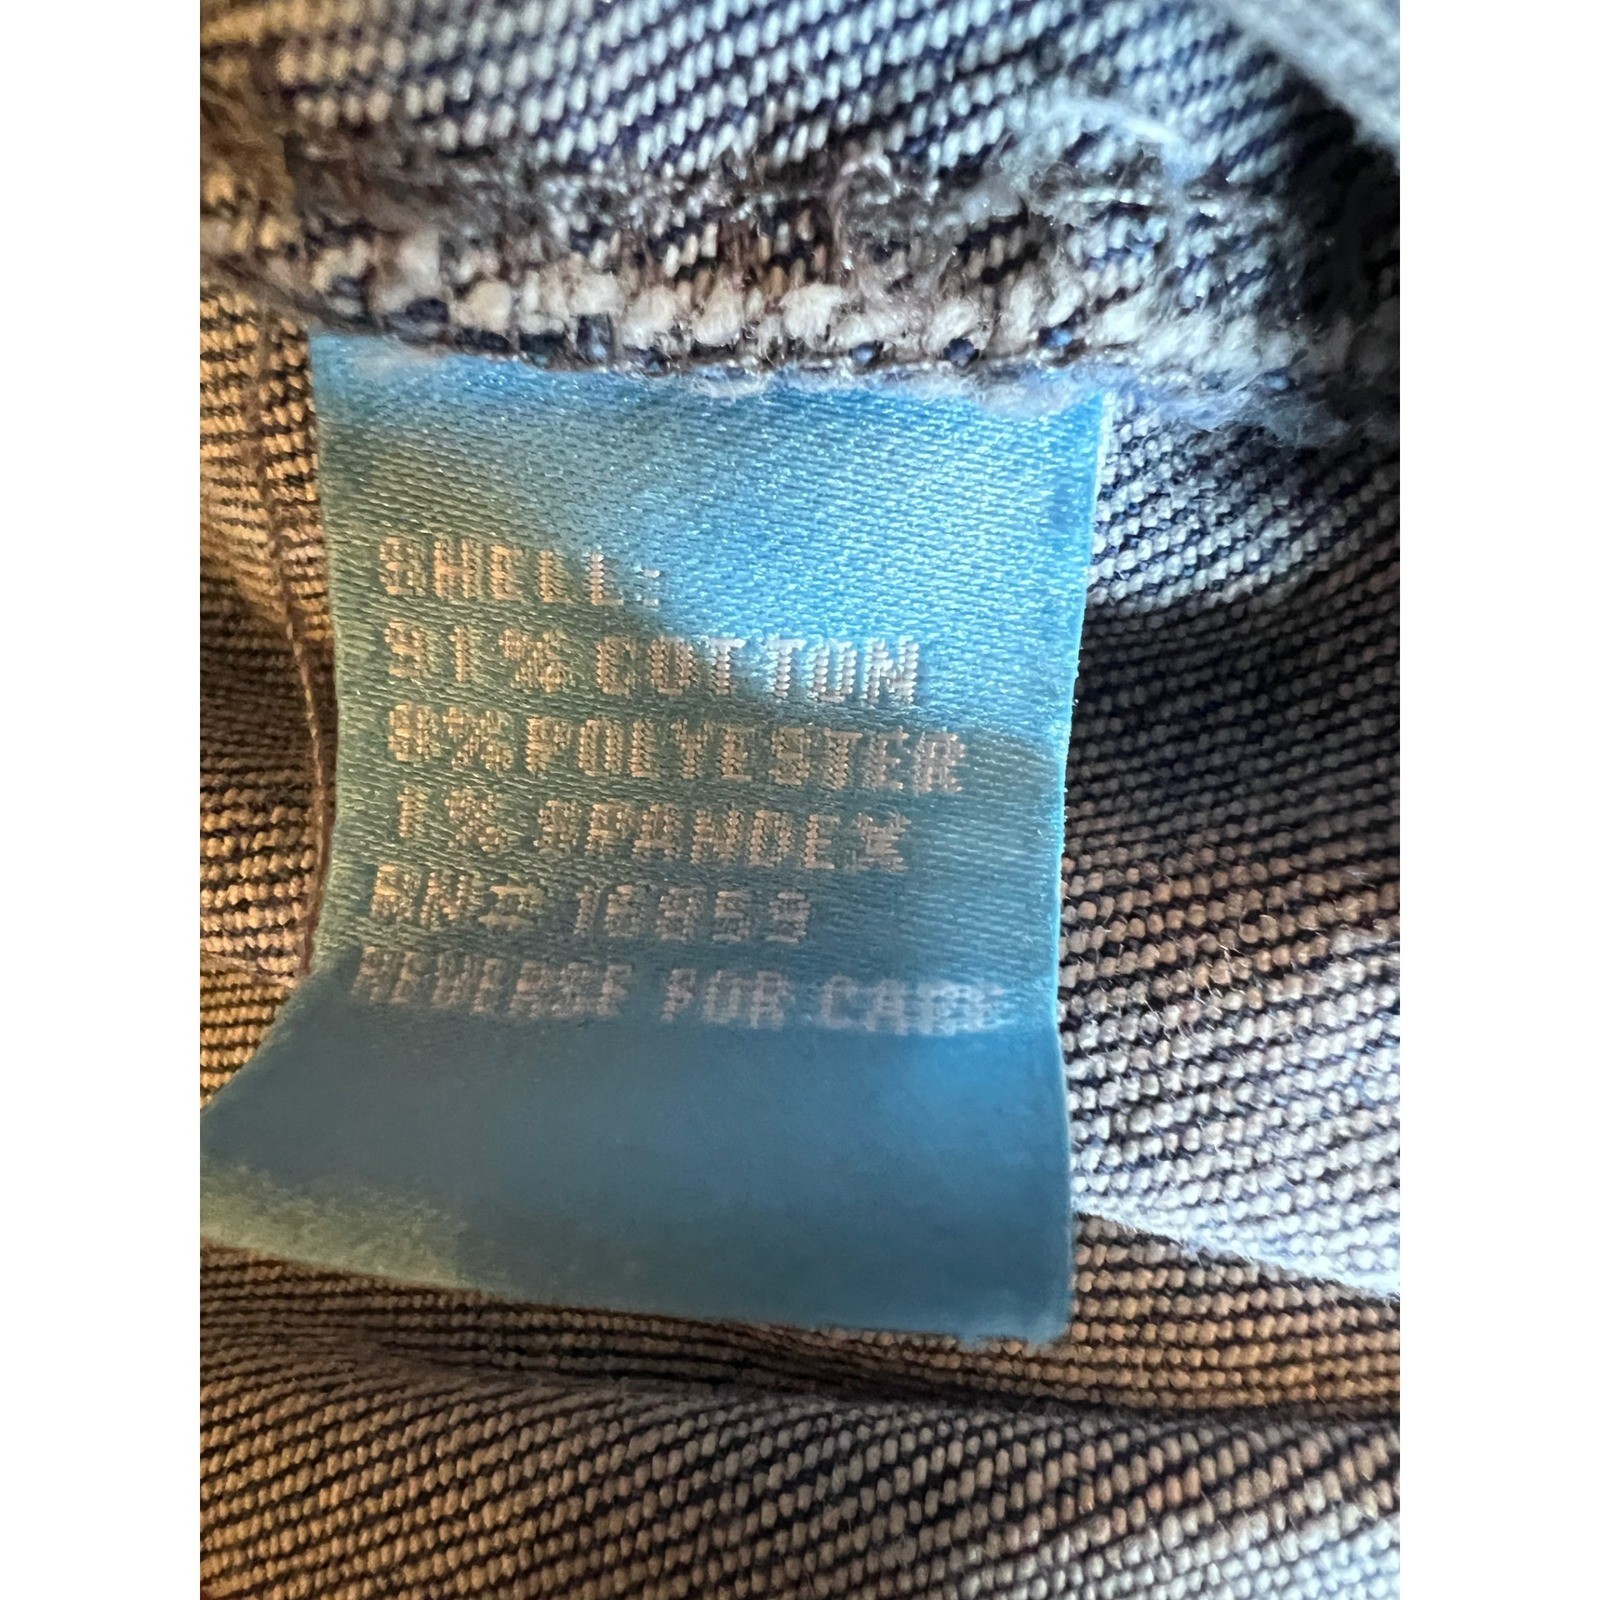 SHELL:
91% COTTON
8% POLYESTER
1% SPANDEX
RN# 16859
REVERSE FOR CARE